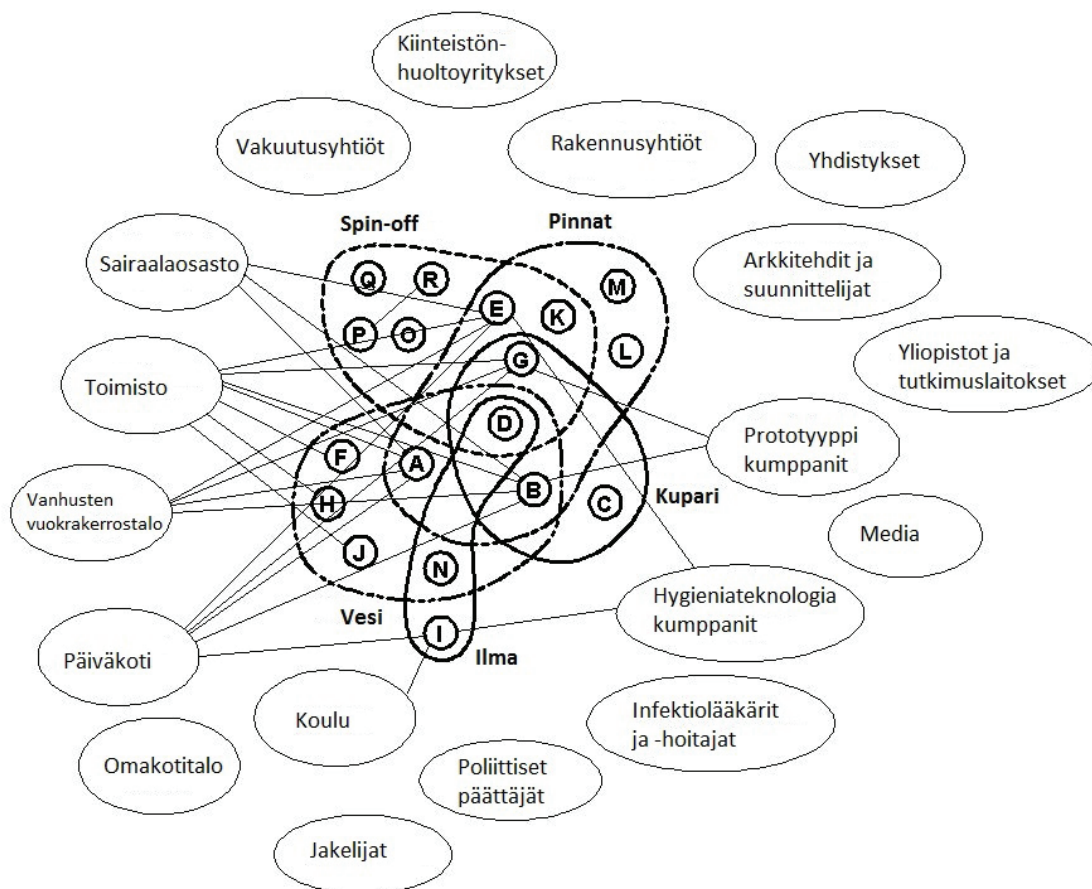 Kiinteistön-
huoltoyritykset
Vakuutusyhtiöt
Rakennusyhtiöt
Yhdistykset
Spin-off
Pinnat
Sairaalaosasto
Arkkitehdit ja
suunnittelijat
Q
R
M
E
K
P
O
L
G
Yliopistot ja
tutkimuslaitokset
Toimisto
D
Prototyyppi
kumppanit
F
A
B
Kupari
C
H
Vanhusten
vuokrakerrostalo
Media
J
N
Vesi
Hygieniateknologia
kumppanit
I
Ilma
Päiväkoti
Koulu
Infektiolääkärit
ja -hoitajat
Omakotitalo
Poliittiset
päättäjät
Jakelijat